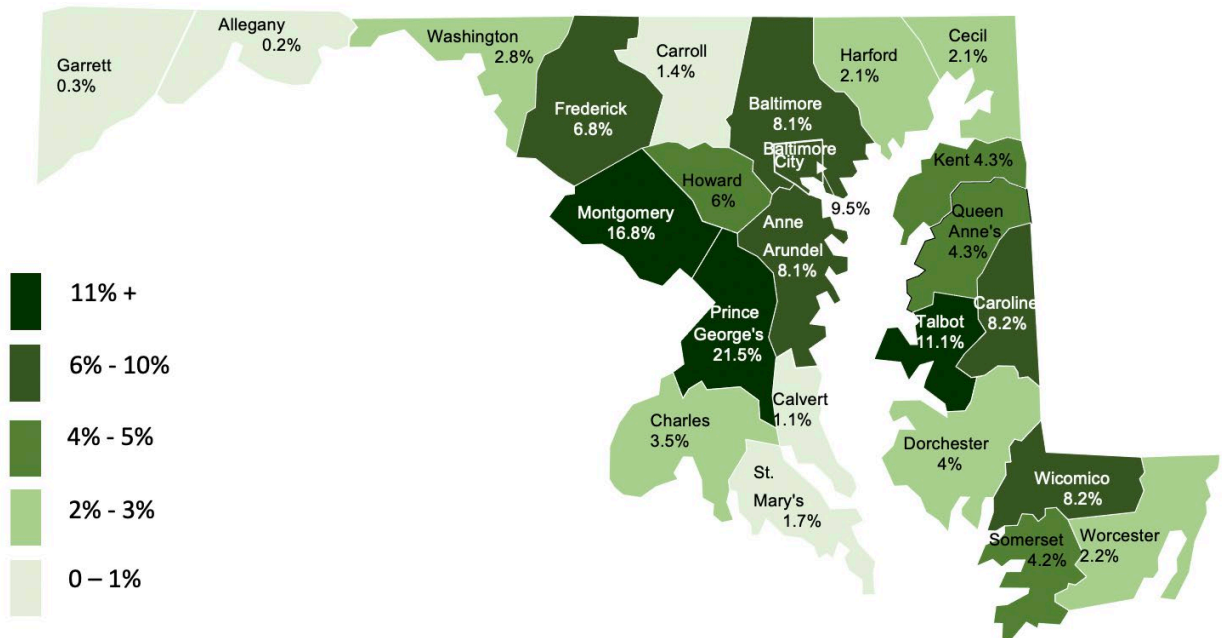 Garrett
0.3%
Allegany
0.2%
Washington
2.8%
Frederick
6.8%
Carroll
1.4%
Baltimore
8.1%
Baltimore
City
9.5%
Harford
2.1%
Cecil
2.1%
Kent 4.3%
Queen
Anne's
4.3%
Howard
6%
Montgomery
16.8%
Anne
Arundel
8.1%
Prince
George's
21.5%
Talbot
11.1%
Caroline
8.2%
Calvert
1.1%
Charles
3.5%
St.
Mary's
1.7%
Dorchester
4%
Wicomico
8.2%
Somerset
4.2%
Worcester
2.2%
11% +
6% - 10%
4% - 5%
2% - 3%
0 – 1%